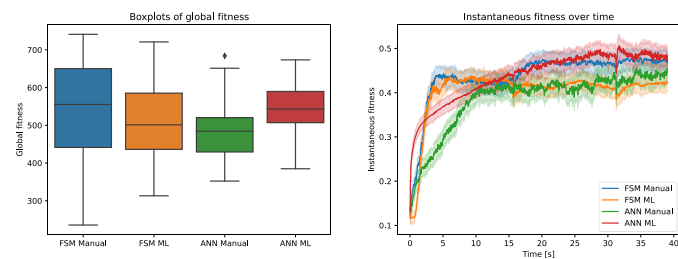 Boxplots of global fitness
Global fitness
700
600
500
400
300
FSM Manual
FSM ML
ANN Manual
ANN ML
Instantaneous fitness over time
Instantaneous fitness
0.5
0.4
0.3
0.2
0.1
0
5
10
15
20
25
30
35
40
Time [s]
FSM Manual
FSM ML
ANN Manual
ANN ML